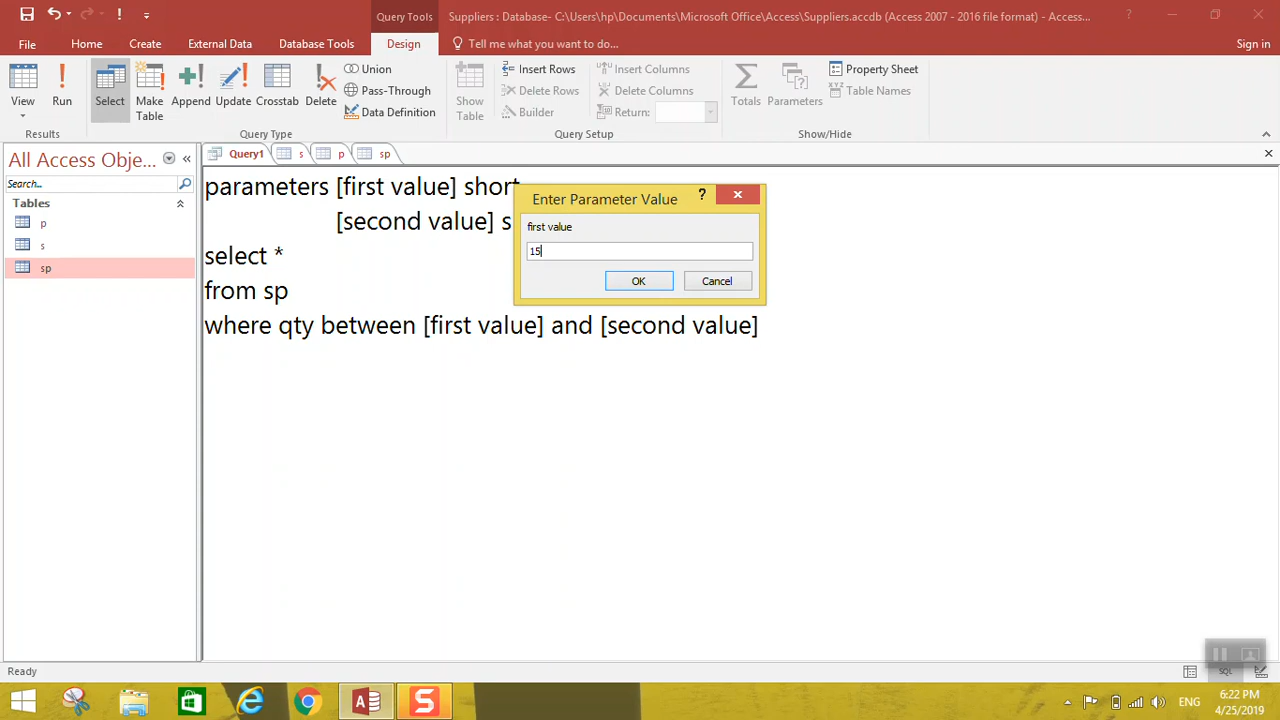 Query Tools
Suppliers : Database- C:\Users\hp\Documents\Microsoft Office\Access\Suppliers.accdb (Access 2007 - 2016 file format) - Access...
File
Home
Create
External Data
Database Tools
Design
Tell me what you want to do...
Sign in
View
Run
Select
Make Table
Append
Update
Crosstab
Delete
Union
Pass-Through
Data Definition
Show Table
Insert Rows
Delete Rows
Builder
Insert Columns
Delete Columns
Return:
Totals
Parameters
Property Sheet
Table Names
Results
Query Type
Query Setup
Show/Hide
All Access Obje...
Search...
Tables
p
s
sp
Query1
s
p
sp
parameters [first value] short
[second value] s
select *
from sp
where qty between [first value] and [second value]
Enter Parameter Value
?
first value
15
OK
Cancel
Ready
SQL
ENG
6:22 PM
4/25/2019